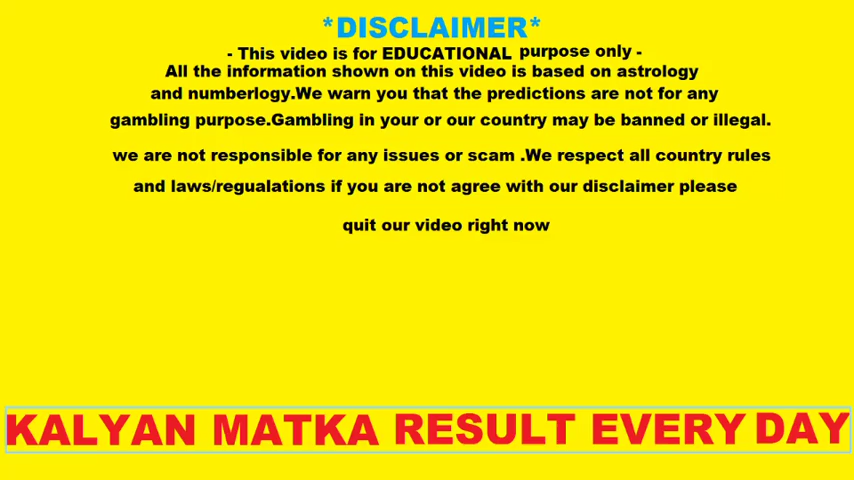 *DISCLAIMER*
- This video is for EDUCATIONAL purpose only -
All the information shown on this video is based on astrology
and numberlogy.We warn you that the predictions are not for any
gambling purpose.Gambling in your or our country may be banned or illegal.
we are not responsible for any issues or scam .We respect all country rules
and laws/regualations if you are not agree with our disclaimer please
quit our video right now
KALYAN MATKA RESULT EVERY DAY